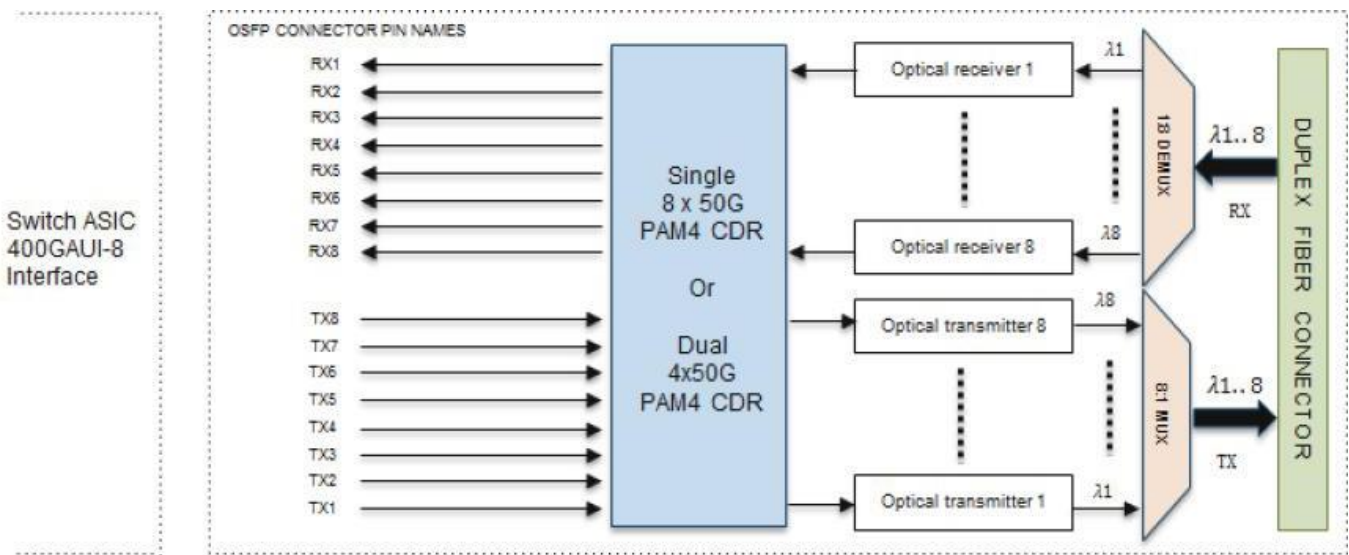 OSFP CONNECTOR PIN NAMES
RX1
RX2
RX3
RX4
RX5
RX6
RX7
RX8
TX8
TX7
TX6
TX5
TX4
TX3
TX2
TX1
Switch ASIC
400GAUI-8
Interface
Single
8 x 50G
PAM4 CDR
Or
Dual
4x50G
PAM4 CDR
Optical receiver 1
Optical receiver 8
Optical transmitter 8
Optical transmitter 1
λ1
λ8
λ8
λ1
1:8 DEMUX
8:1 MUX
λ1..8
RX
λ1..8
TX
DUPLEX FIBER CONNECTOR